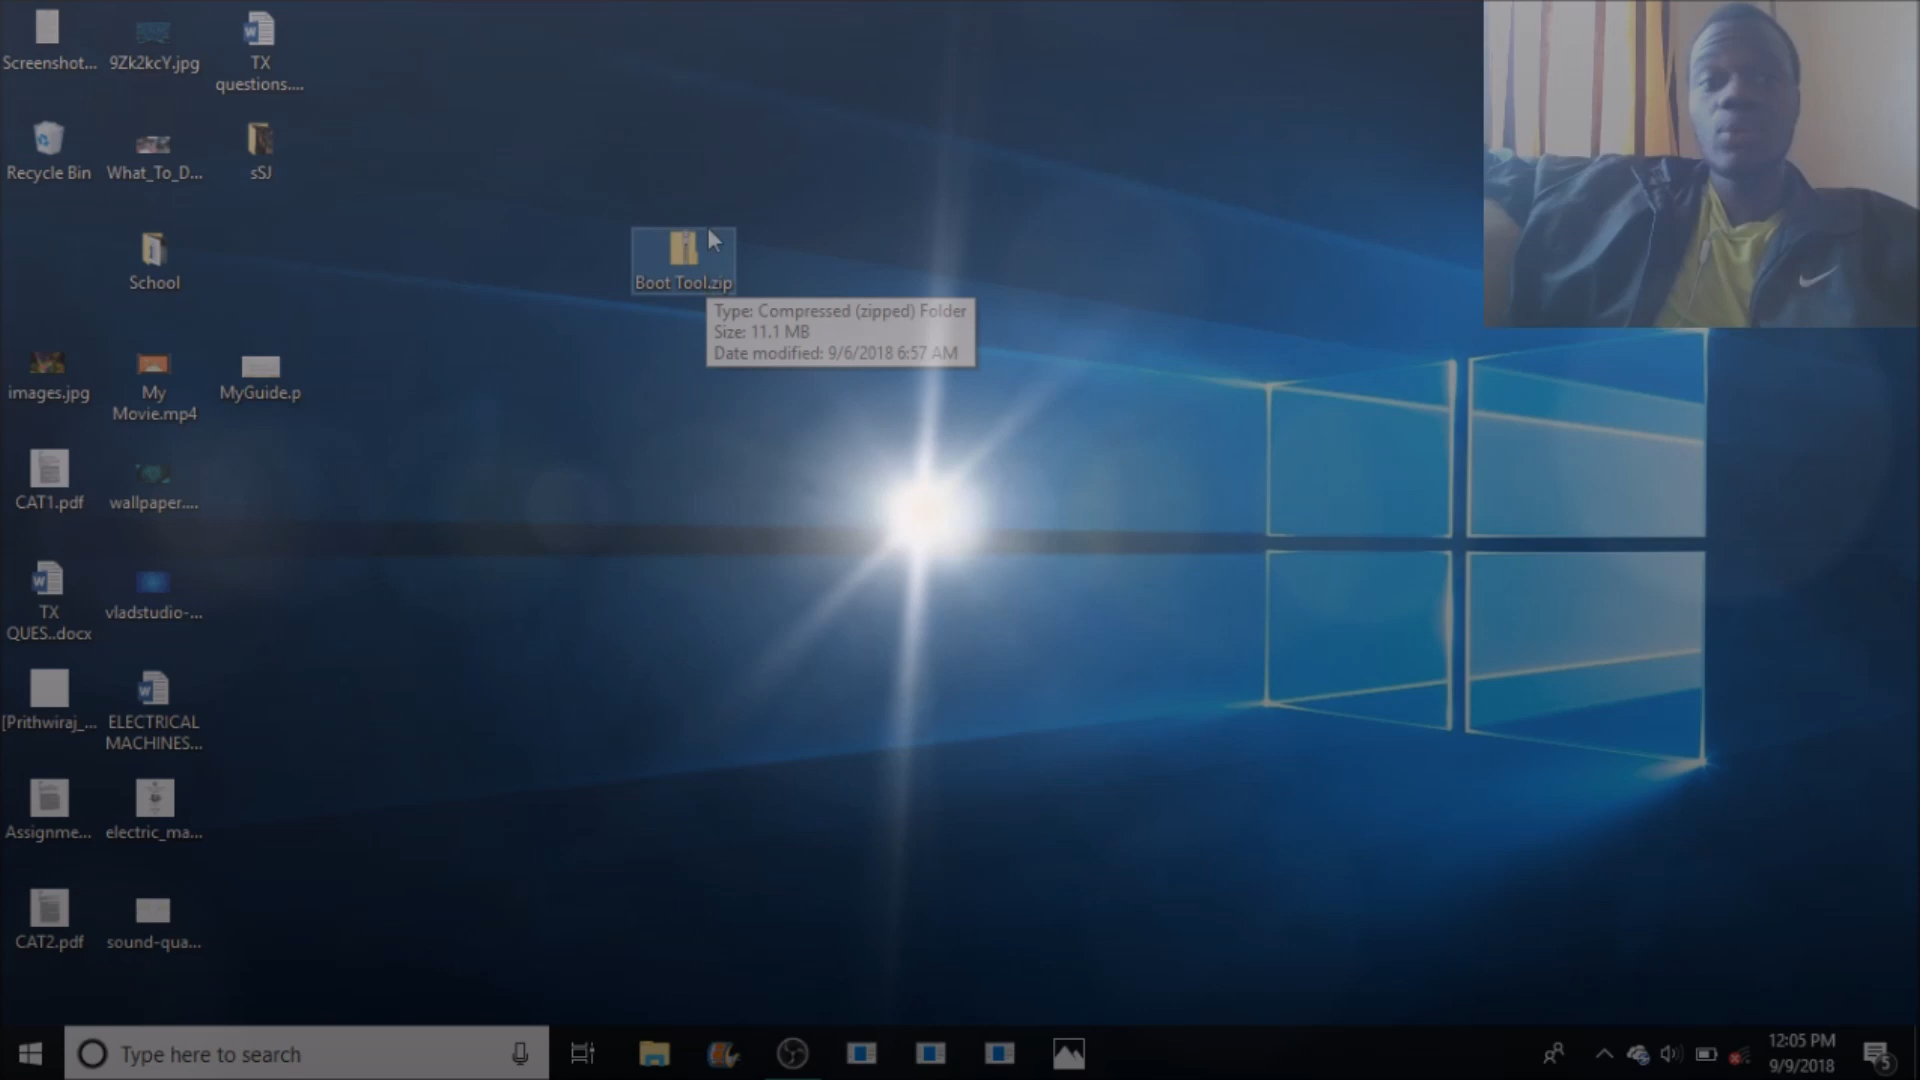 Screenshot...
9Zk2kcY.jpg
TX
questions....
Recycle Bin
What_To_D...
sSJ
School
Boot Tool.zip
Type: Compressed (zipped) Folder
Size: 11.1 MB
Date modified: 9/6/2018 6:57 AM
images.jpg
My
Movie.mp4
MyGuide.p
CAT1.pdf
wallpaper....
TX
QUES..docx
vladstudio-...
[Prithwiraj_...
ELECTRICAL
MACHINES...
Assignme...
electric_ma...
CAT2.pdf
sound-qua...
Type here to search
12:05 PM
9/9/2018
5